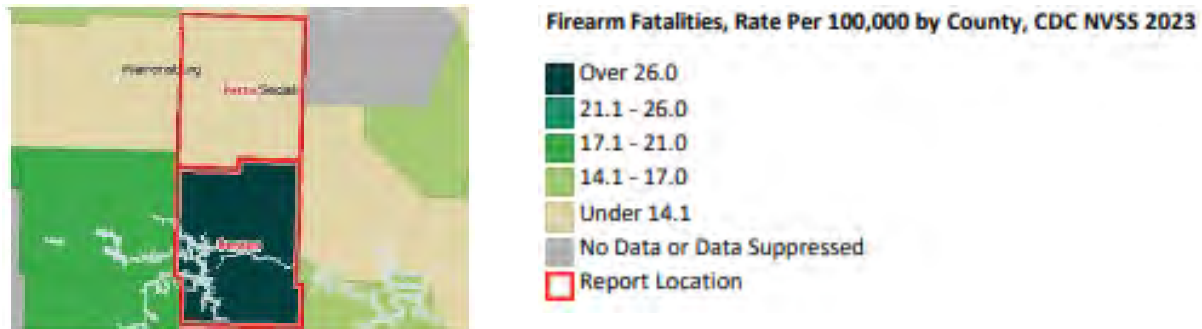 Firearm Fatalities, Rate Per 100,000 by County, CDC NVSS 2023
Over 26.0
21.1 - 26.0
17.1 - 21.0
14.1 - 17.0
Under 14.1
No Data or Data Suppressed
Report Location